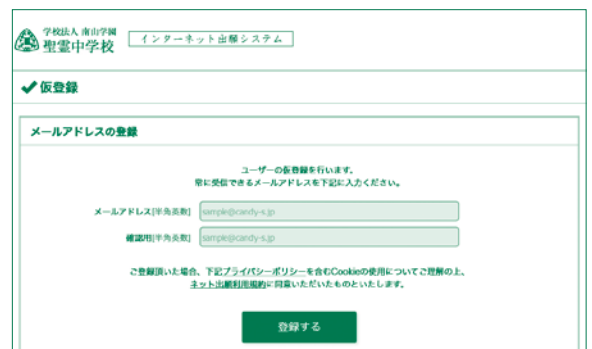 学校法人 南山学園
聖霊中学校
インターネット出願システム
仮登録
メールアドレスの登録
ユーザーの仮登録を行います。
常に受信できるメールアドレスを下記に入力ください。
メールアドレス[半角英数] sample@candy-s.jp
確認用[半角英数] sample@candy-s.jp
ご登録頂いた場合、下記プライバシーポリシーを含むCookieの使用についてご理解の上、
ネット出願利用規約に同意いただいたものといたします。
登録する